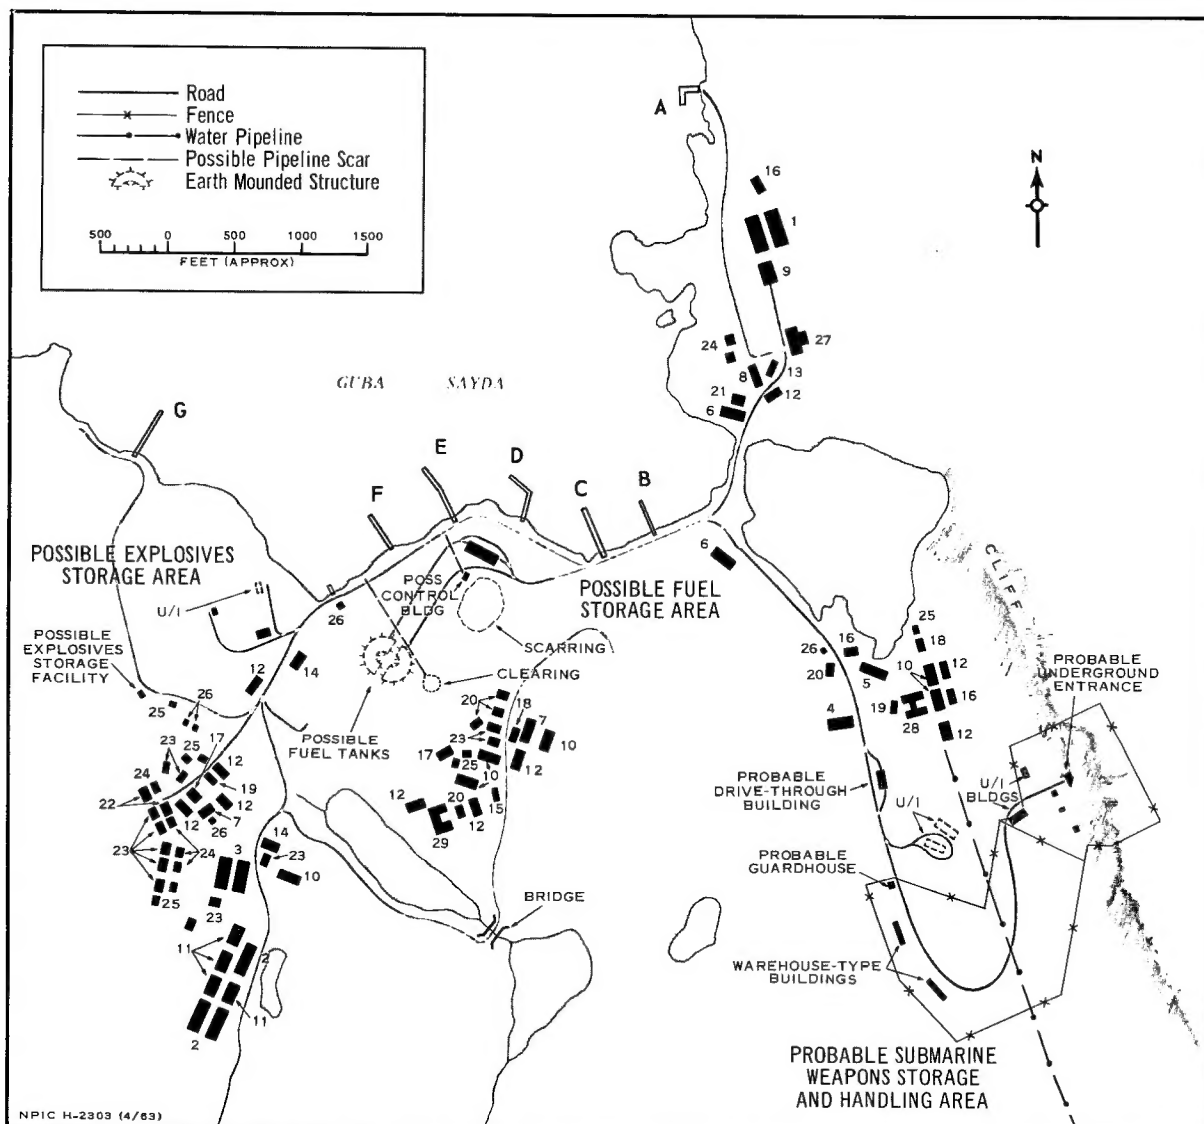 Road
Fence
Water Pipeline
Possible Pipeline Scar
Earth Mounded Structure
500 0 500 1000 1500
FEET (APPROX)
N
A
16
1
9
27
24
8
13
12
21
6
GUBA SAYDA
G
E
D
F
C
B
6
POSSIBLE EXPLOSIVES
STORAGE AREA
U/I
POSSIBLE
EXPLOSIVES
STORAGE
FACILITY
26
POSS
CONTROL
BLDG
POSSIBLE FUEL
STORAGE AREA
SCARRING
CLEARING
POSSIBLE
FUEL TANKS
12
14
25
26
23
25
17
12
24
19
22
12
12
7
26
23
24
25
3
14
23
10
23
11
2
11
2
20
18
7
23
10
17
25
10
12
12
20
15
12
29
BRIDGE
CLIFF
25
18
26
16
20
5
10
12
16
19
28
12
4
PROBABLE
UNDERGROUND
ENTRANCE
PROBABLE
DRIVE-THROUGH
BUILDING
U/I
U/I
BLDGS
PROBABLE
GUARDHOUSE
WAREHOUSE-TYPE
BUILDINGS
PROBABLE SUBMARINE
WEAPONS STORAGE
AND HANDLING AREA
NPIC H-2303 (4/63)